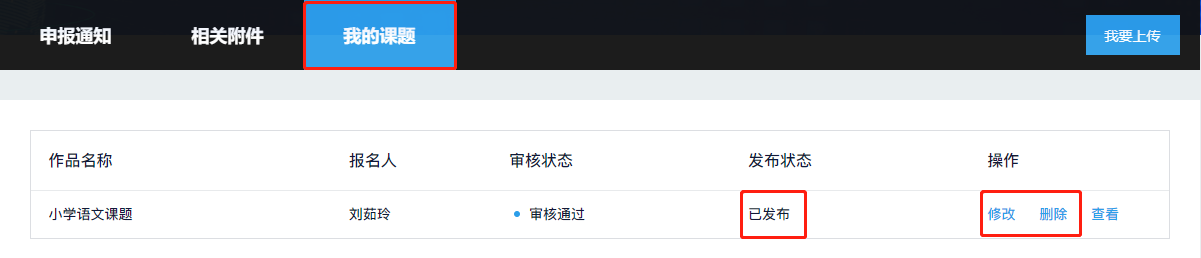 申报通知 相关附件 我的课题 我要上传
作品名称 报名人 审核状态 发布状态 操作
小学语文课题 刘茹玲 审核通过 已发布 修改 删除 查看